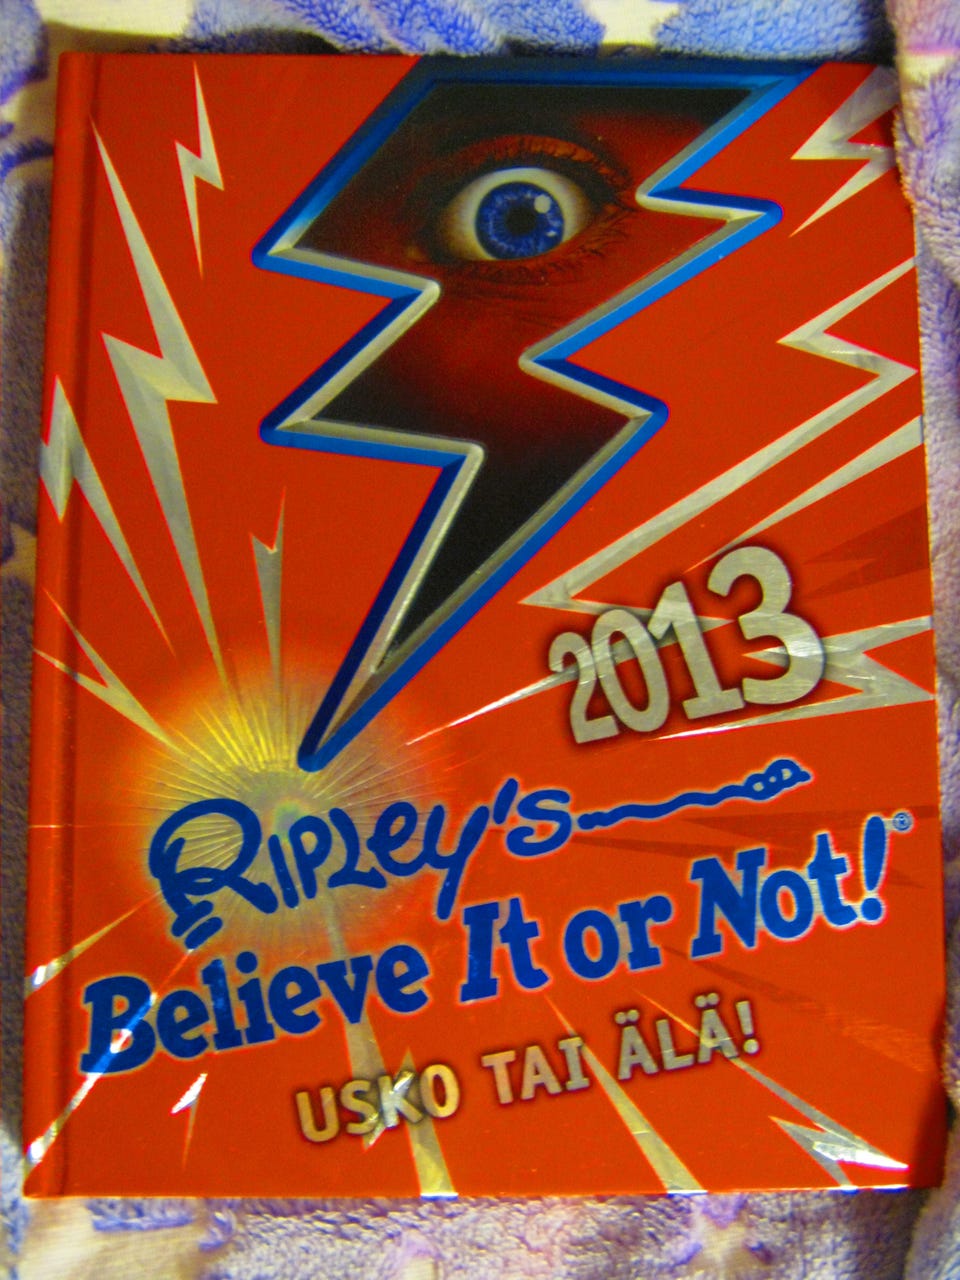 2013
RIPLEY'S
Believe It or Not!®
USKO TAI ÄLÄ!